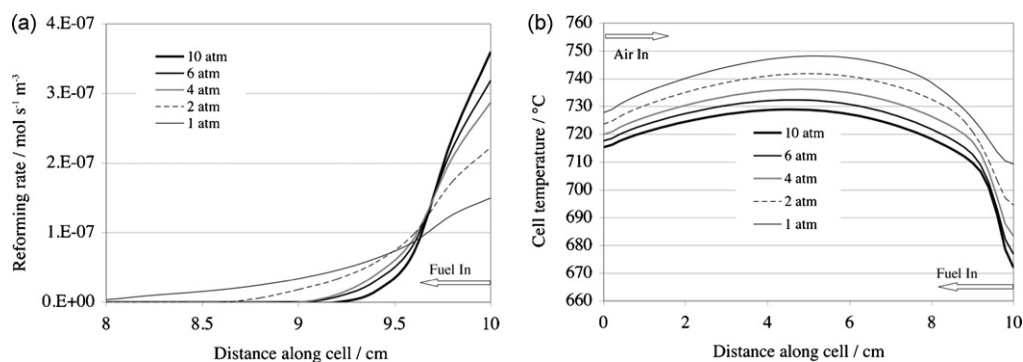 (a)
4.E-07
3.E-07
2.E-07
1.E-07
0.E+00
Reforming rate / mol s⁻¹ m⁻³
10 atm
6 atm
4 atm
2 atm
1 atm
Fuel In
8
8.5
9
9.5
10
Distance along cell / cm
(b)
760
750
740
730
720
710
700
690
680
670
660
Cell temperature / °C
Air In
10 atm
6 atm
4 atm
2 atm
1 atm
Fuel In
0
2
4
6
8
10
Distance along cell / cm